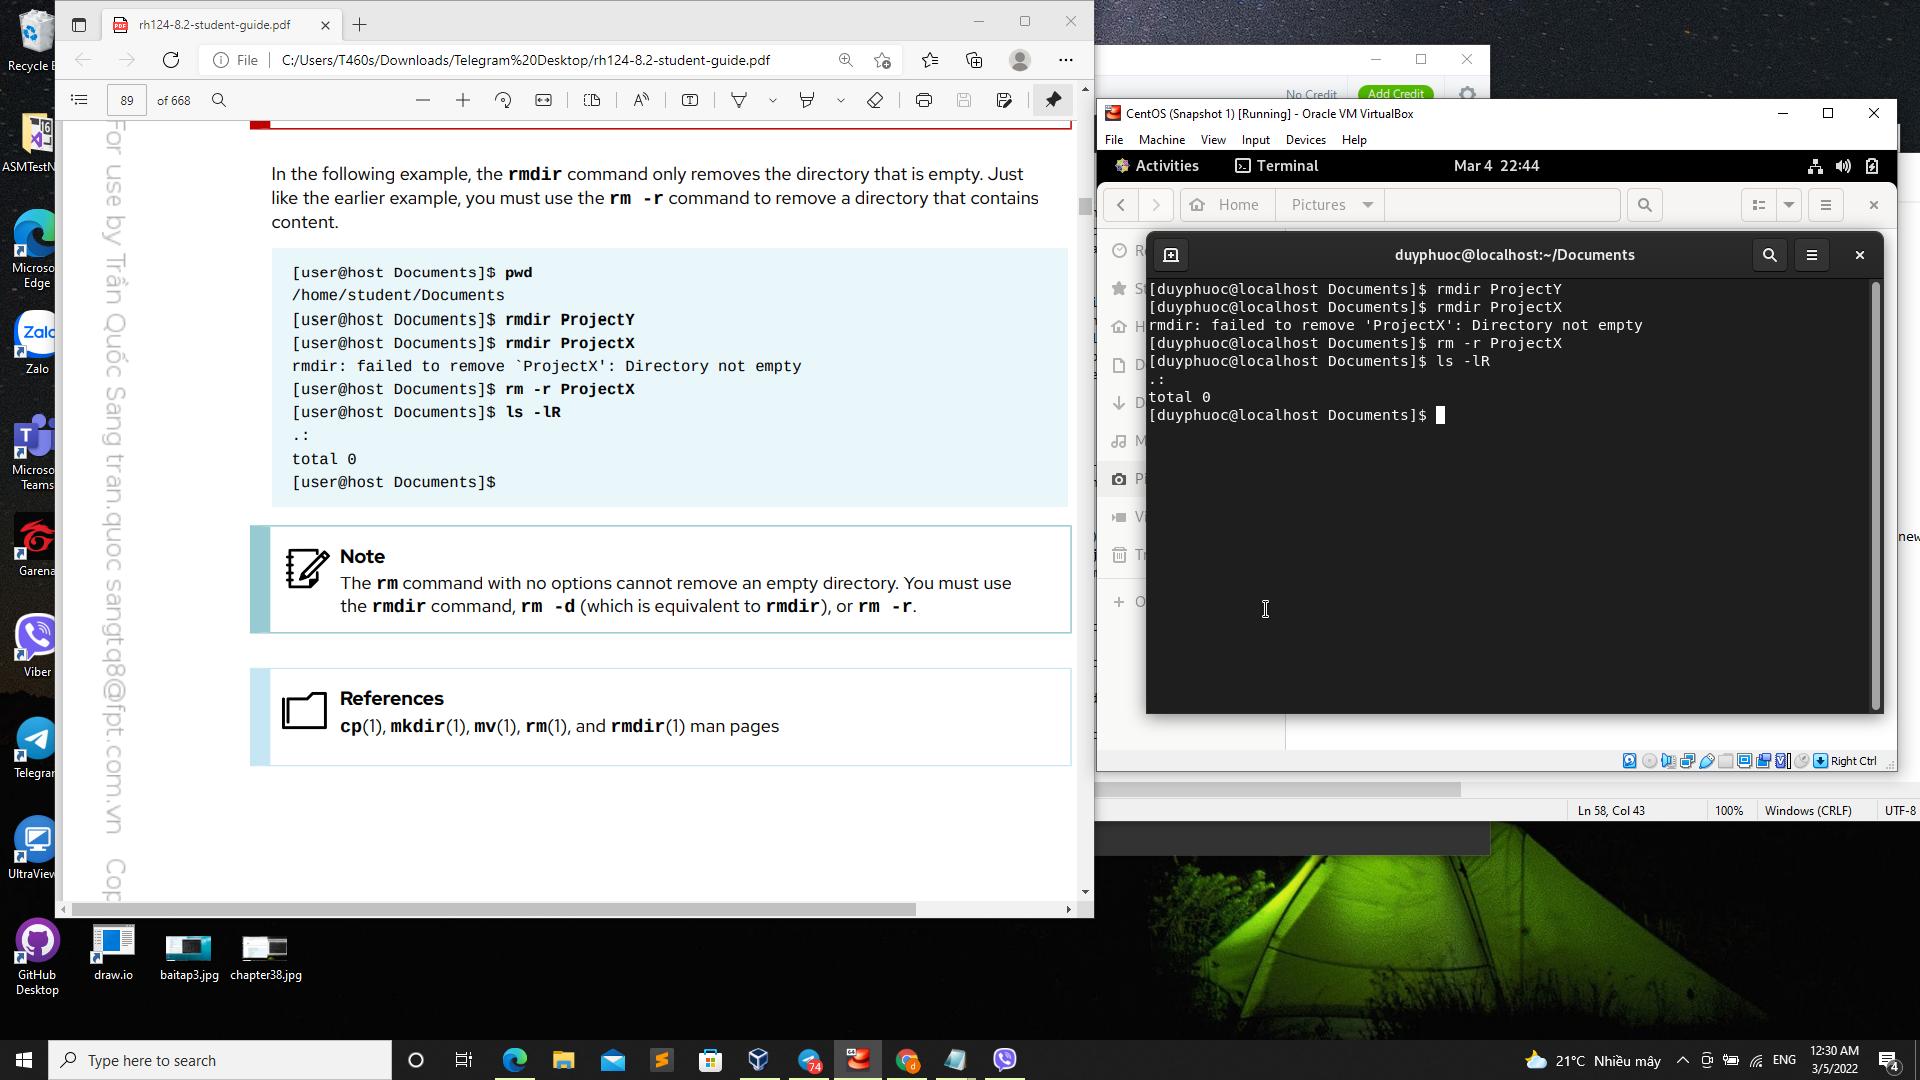 Recycle
ASMTestN
Microso
Edge
Zalo
Microso
Teams
Garena
Viber
Telegra
UltraView
GitHub
Desktop
draw.io
baitap3.jpg
chapter38.jpg
rh124-8.2-student-guide.pdf
File
C:/Users/T460s/Downloads/Telegram%20Desktop/rh124-8.2-student-guide.pdf
89 of 668
For use by Trần Quốc Sang tran.quoc sangtq8@fpt.com.vn Cop
In the following example, the rmdir command only removes the directory that is empty. Just
like the earlier example, you must use the rm -r command to remove a directory that contains
content.
[user@host Documents]$ pwd
/home/student/Documents
[user@host Documents]$ rmdir ProjectY
[user@host Documents]$ rmdir ProjectX
rmdir: failed to remove `ProjectX': Directory not empty
[user@host Documents]$ rm -r ProjectX
[user@host Documents]$ ls -lR
.:
total 0
[user@host Documents]$
Note
The rm command with no options cannot remove an empty directory. You must use
the rmdir command, rm -d (which is equivalent to rmdir), or rm -r.
References
cp(1), mkdir(1), mv(1), rm(1), and rmdir(1) man pages
No Credit Add Credit
CentOS (Snapshot 1) [Running] - Oracle VM VirtualBox
File Machine View Input Devices Help
Activities Terminal Mar 4 22:44
Home Pictures
duyphuoc@localhost:~/Documents
[duyphuoc@localhost Documents]$ rmdir ProjectY
[duyphuoc@localhost Documents]$ rmdir ProjectX
rmdir: failed to remove 'ProjectX': Directory not empty
[duyphuoc@localhost Documents]$ rm -r ProjectX
[duyphuoc@localhost Documents]$ ls -lR
.:
total 0
[duyphuoc@localhost Documents]$
new
Right Ctrl
Ln 58, Col 43 100% Windows (CRLF) UTF-8
Type here to search
74
21°C Nhiều mây
ENG
12:30 AM
3/5/2022
4